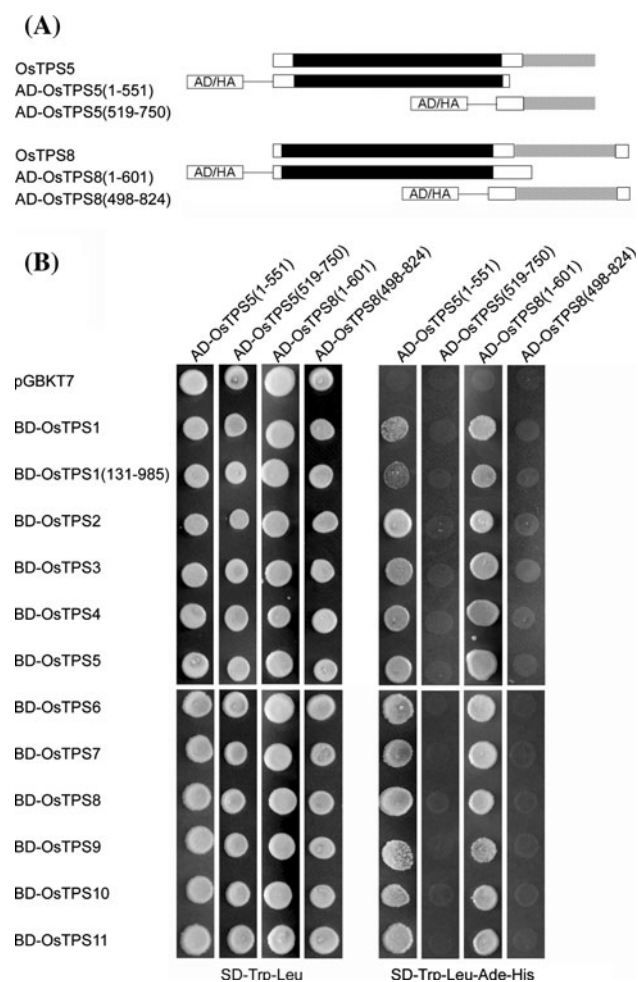 (A)
OsTPS5
AD/HA
AD-OsTPS5(1-551)
AD/HA
AD-OsTPS5(519-750)
OsTPS8
AD/HA
AD-OsTPS8(1-601)
AD/HA
AD-OsTPS8(498-824)
(B)
AD-OsTPS5(1-551)
AD-OsTPS5(519-750)
AD-OsTPS8(1-601)
AD-OsTPS8(498-824)
AD-OsTPS5(1-551)
AD-OsTPS5(519-750)
AD-OsTPS8(1-601)
AD-OsTPS8(498-824)
pGBKT7
BD-OsTPS1
BD-OsTPS1(131-985)
BD-OsTPS2
BD-OsTPS3
BD-OsTPS4
BD-OsTPS5
BD-OsTPS6
BD-OsTPS7
BD-OsTPS8
BD-OsTPS9
BD-OsTPS10
BD-OsTPS11
SD-Trp-Leu
SD-Trp-Leu-Ade-His